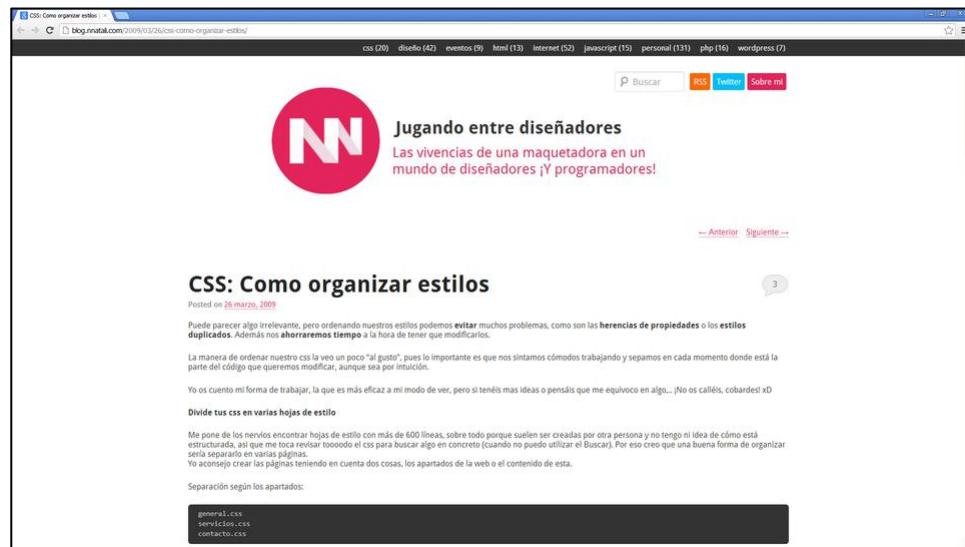 CSS: Como organizar estilos
blog.nnatali.com/2009/03/26/css-como-organizar-estilos/
css (20) diseño (42) eventos (9) html (13) internet (52) javascript (15) personal (131) php (16) wordpress (7)
Buscar RSS Twitter Sobre mi
NN
Jugando entre diseñadores
Las vivencias de una maquetadora en un
mundo de diseñadores ¡Y programadores!
← Anterior Siguiente →
CSS: Como organizar estilos
3
Posted on 26 marzo, 2009
Puede parecer algo irrelevante, pero ordenando nuestros estilos podemos evitar muchos problemas, como son las herencias de propiedades o los estilos
duplicados. Además nos ahorraremos tiempo a la hora de tener que modificarlos.
La manera de ordenar nuestro css la veo un poco "al gusto", pues lo importante es que nos sintamos cómodos trabajando y sepamos en cada momento donde está la
parte del código que queremos modificar, aunque sea por intuición.
Yo os cuento mi forma de trabajar, la que es más eficaz a mi modo de ver, pero si tenéis mas ideas o pensáis que me equivoco en algo,.. ¡No os calléis, cobardes! xD
Divide tus css en varias hojas de estilo
Me pone de los nervios encontrar hojas de estilo con más de 600 líneas, sobre todo porque suelen ser creadas por otra persona y no tengo ni idea de cómo está
estructurada, asi que me toca revisar toooodo el css para buscar algo en concreto (cuando no puedo utilizar el Buscar). Por eso creo que una buena forma de organizar
sería separarlo en varias páginas.
Yo aconsejo crear las páginas teniendo en cuenta dos cosas, los apartados de la web o el contenido de esta.
Separación según los apartados:
general.css
servicios.css
contacto.css